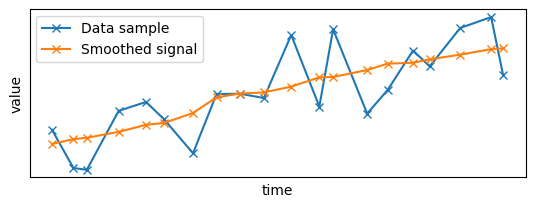 Data sample
Smoothed signal
value
time